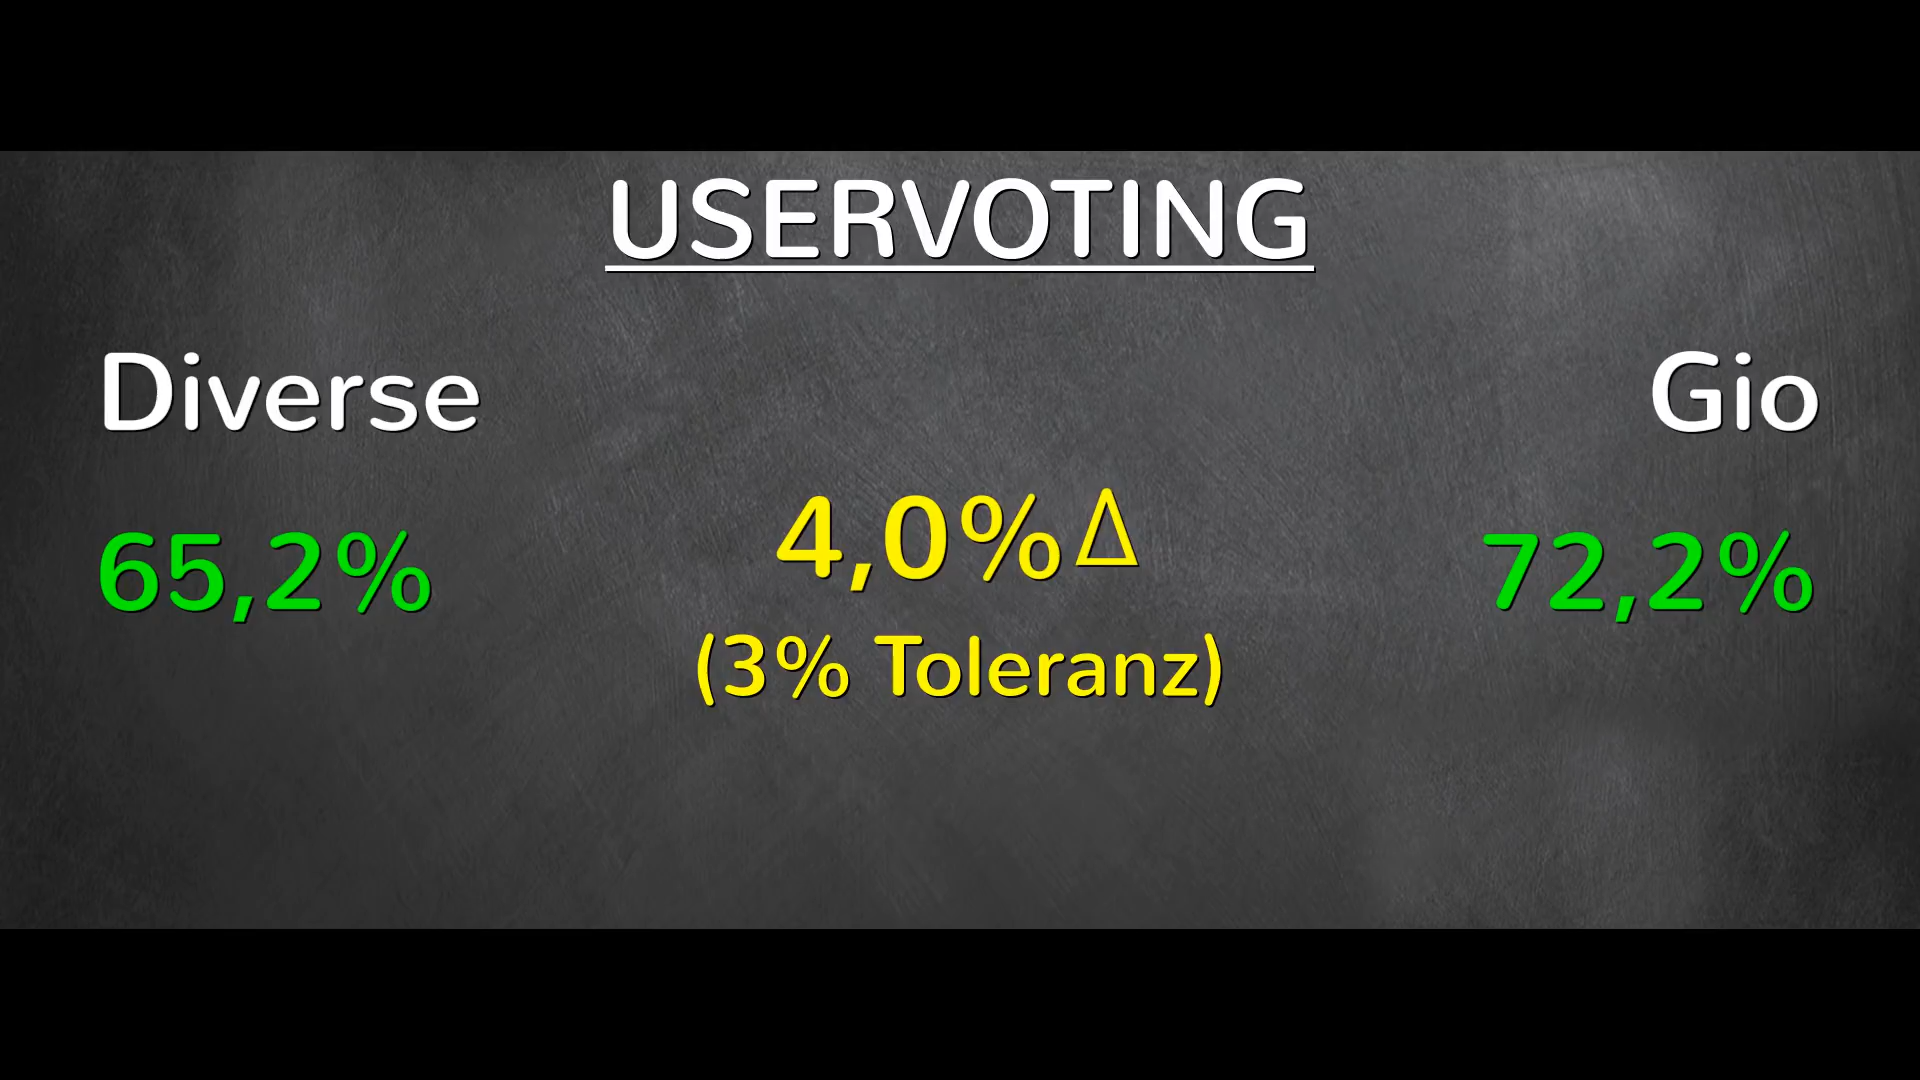 USERVOTING
Diverse
Gio
65,2%
4,0%Δ
72,2%
(3% Toleranz)